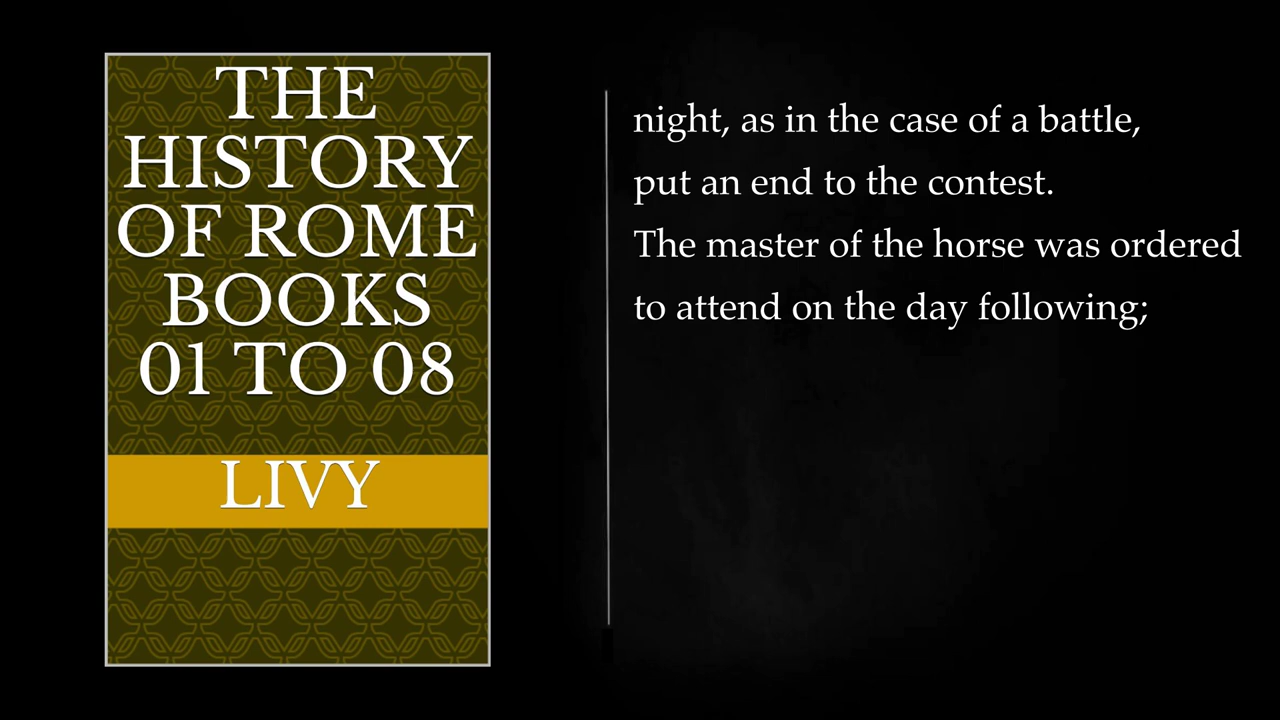 THE
HISTORY
OF ROME
BOOKS
01 TO 08
LIVY
night, as in the case of a battle,
put an end to the contest.
The master of the horse was ordered
to attend on the day following;